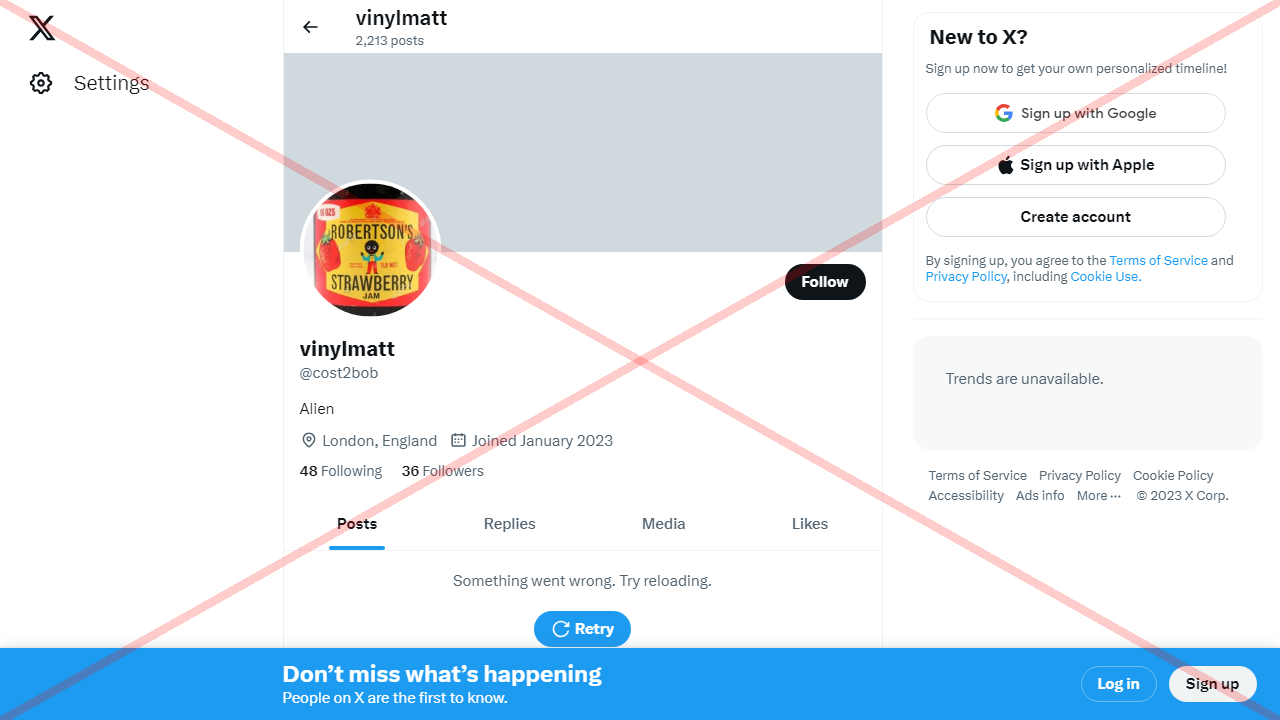 vinylmatt
2,213 posts
Settings
ROBERTSON'S
STRAWBERRY
JAM
Follow
vinylmatt
@cost2bob
Alien
London, England Joined January 2023
48 Following 36 Followers
Posts Replies Media Likes
Something went wrong. Try reloading.
Retry
New to X?
Sign up now to get your own personalized timeline!
Sign up with Google
Sign up with Apple
Create account
By signing up, you agree to the Terms of Service and
Privacy Policy, including Cookie Use.
Trends are unavailable.
Terms of Service Privacy Policy Cookie Policy
Accessibility Ads info More ··· © 2023 X Corp.
Don’t miss what’s happening
People on X are the first to know.
Log in Sign up